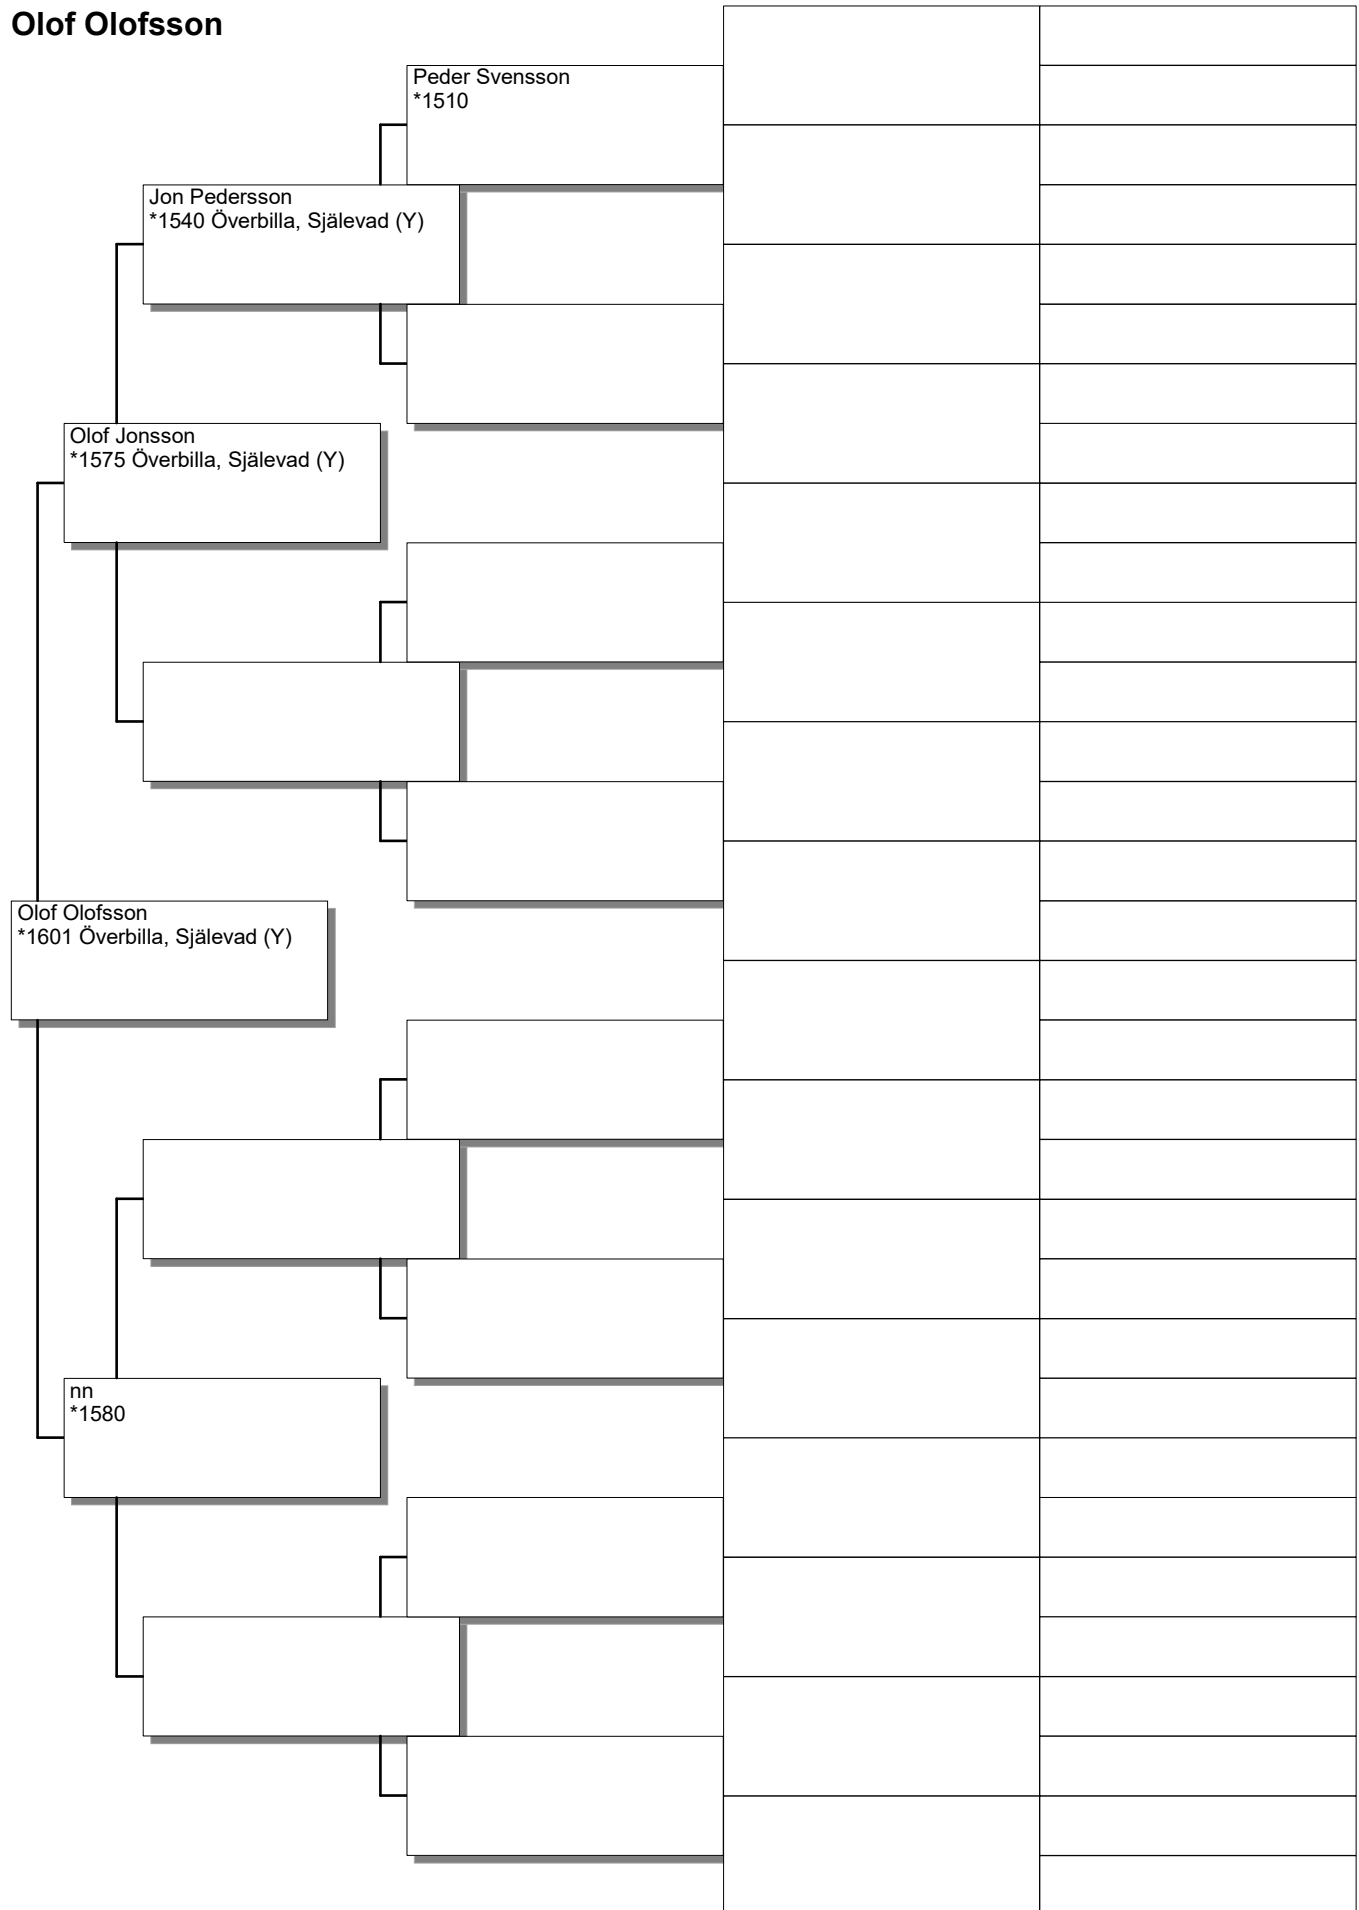 Olof Olofsson
Peder Svensson
*1510
Jon Pedersson
*1540 Överbilla, Själevad (Y)
Olof Jonsson
*1575 Överbilla, Själevad (Y)
Olof Olofsson
*1601 Överbilla, Själevad (Y)
nn
*1580